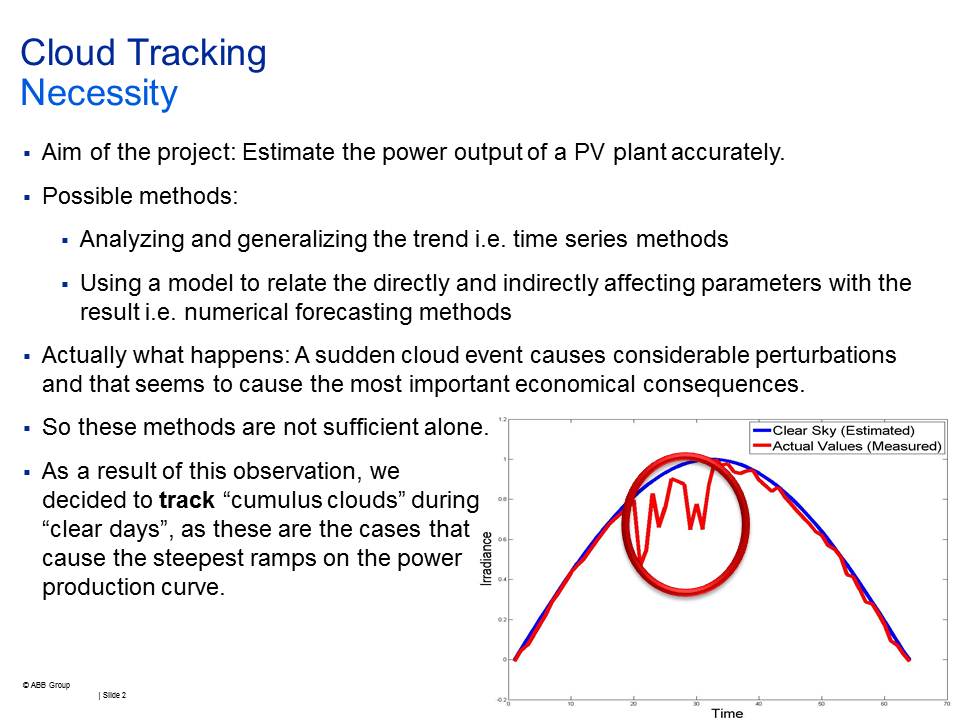 Cloud Tracking
Necessity
▪ Aim of the project: Estimate the power output of a PV plant accurately.
▪ Possible methods:
▪ Analyzing and generalizing the trend i.e. time series methods
▪ Using a model to relate the directly and indirectly affecting parameters with the
result i.e. numerical forecasting methods
▪ Actually what happens: A sudden cloud event causes considerable perturbations
and that seems to cause the most important economical consequences.
▪ So these methods are not sufficient alone.
▪ As a result of this observation, we
decided to track “cumulus clouds” during
“clear days”, as these are the cases that
cause the steepest ramps on the power
production curve.
Clear Sky (Estimated)
Actual Values (Measured)
Irradiance
1.2
1
0.8
0.6
0.4
0.2
0
-0.2
0 10 20 30 40 50 60 70
Time
© ABB Group
| Slide 2